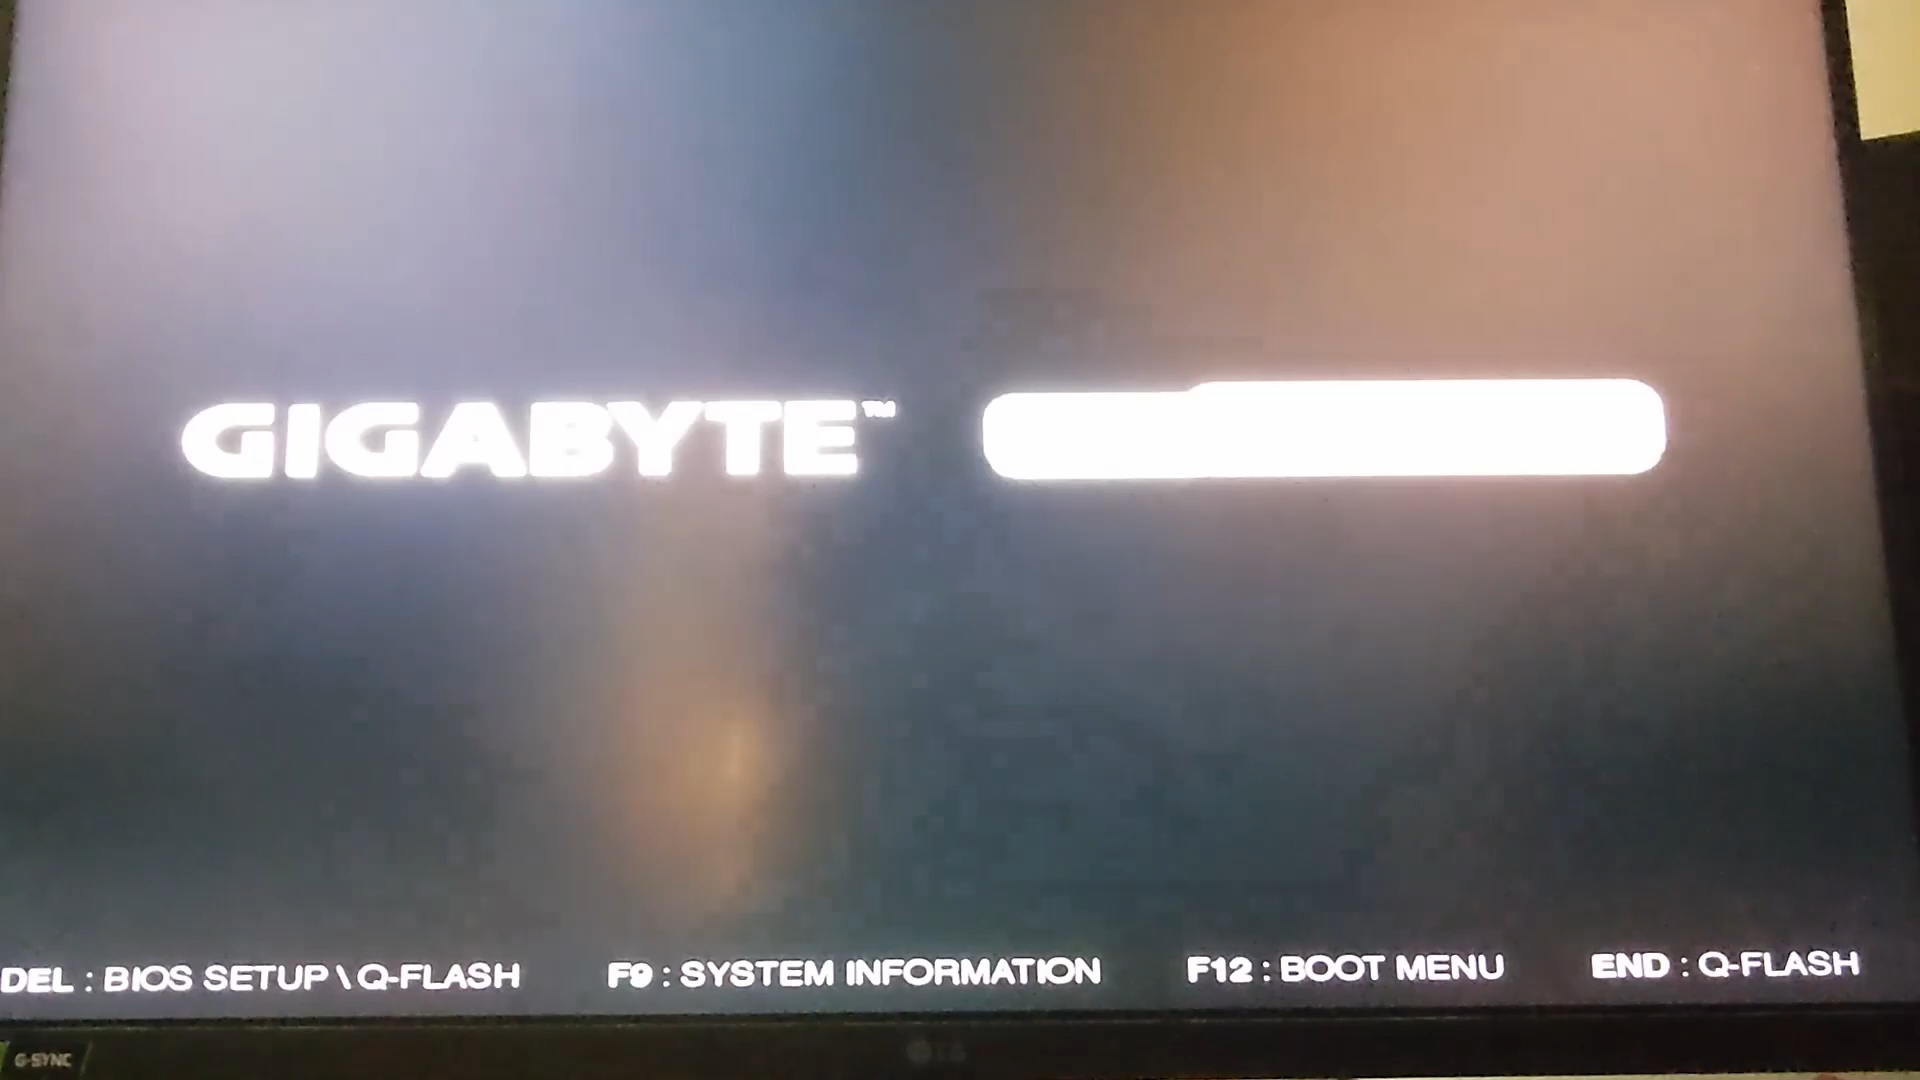 GIGABYTE™
DEL : BIOS SETUP \ Q-FLASH F9 : SYSTEM INFORMATION F12 : BOOT MENU END : Q-FLASH
G-SYNC
LG